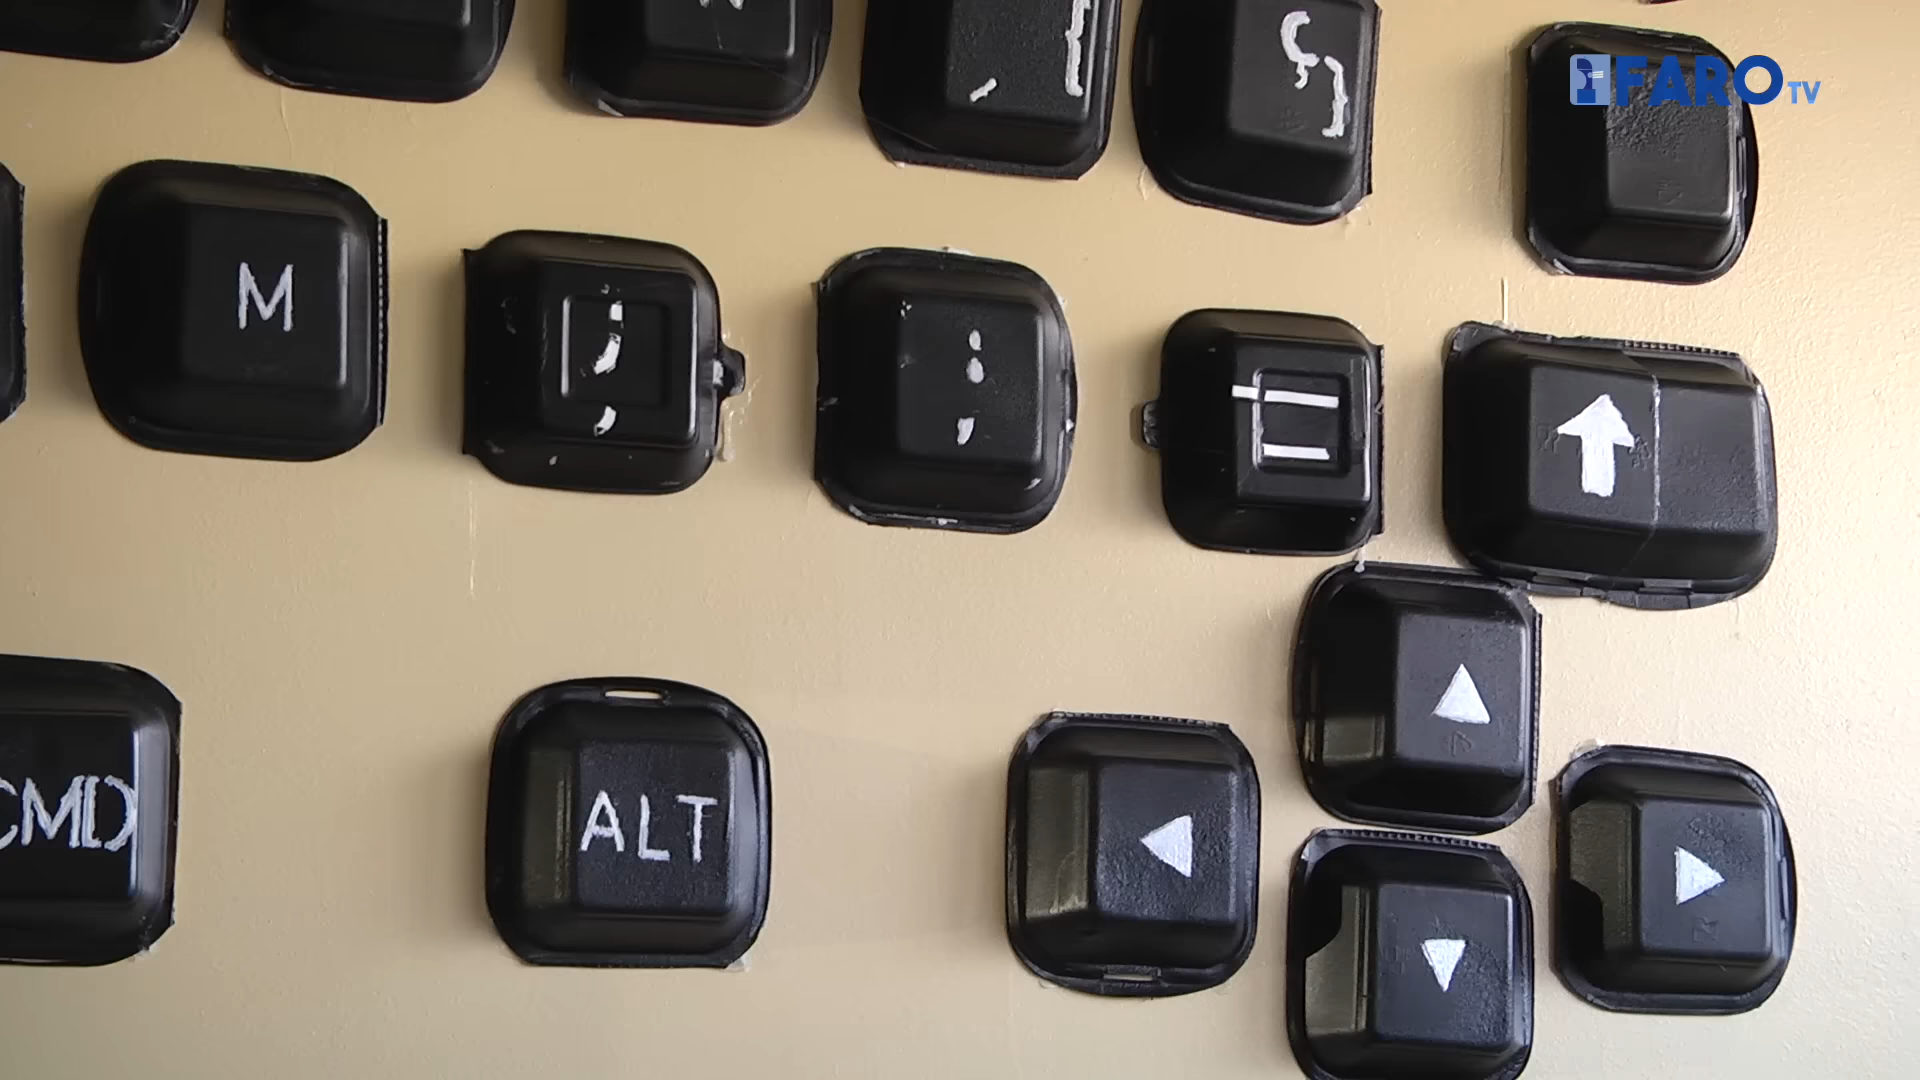 FARO TV
Ç
M
;
,
:
.
CMD
ALT